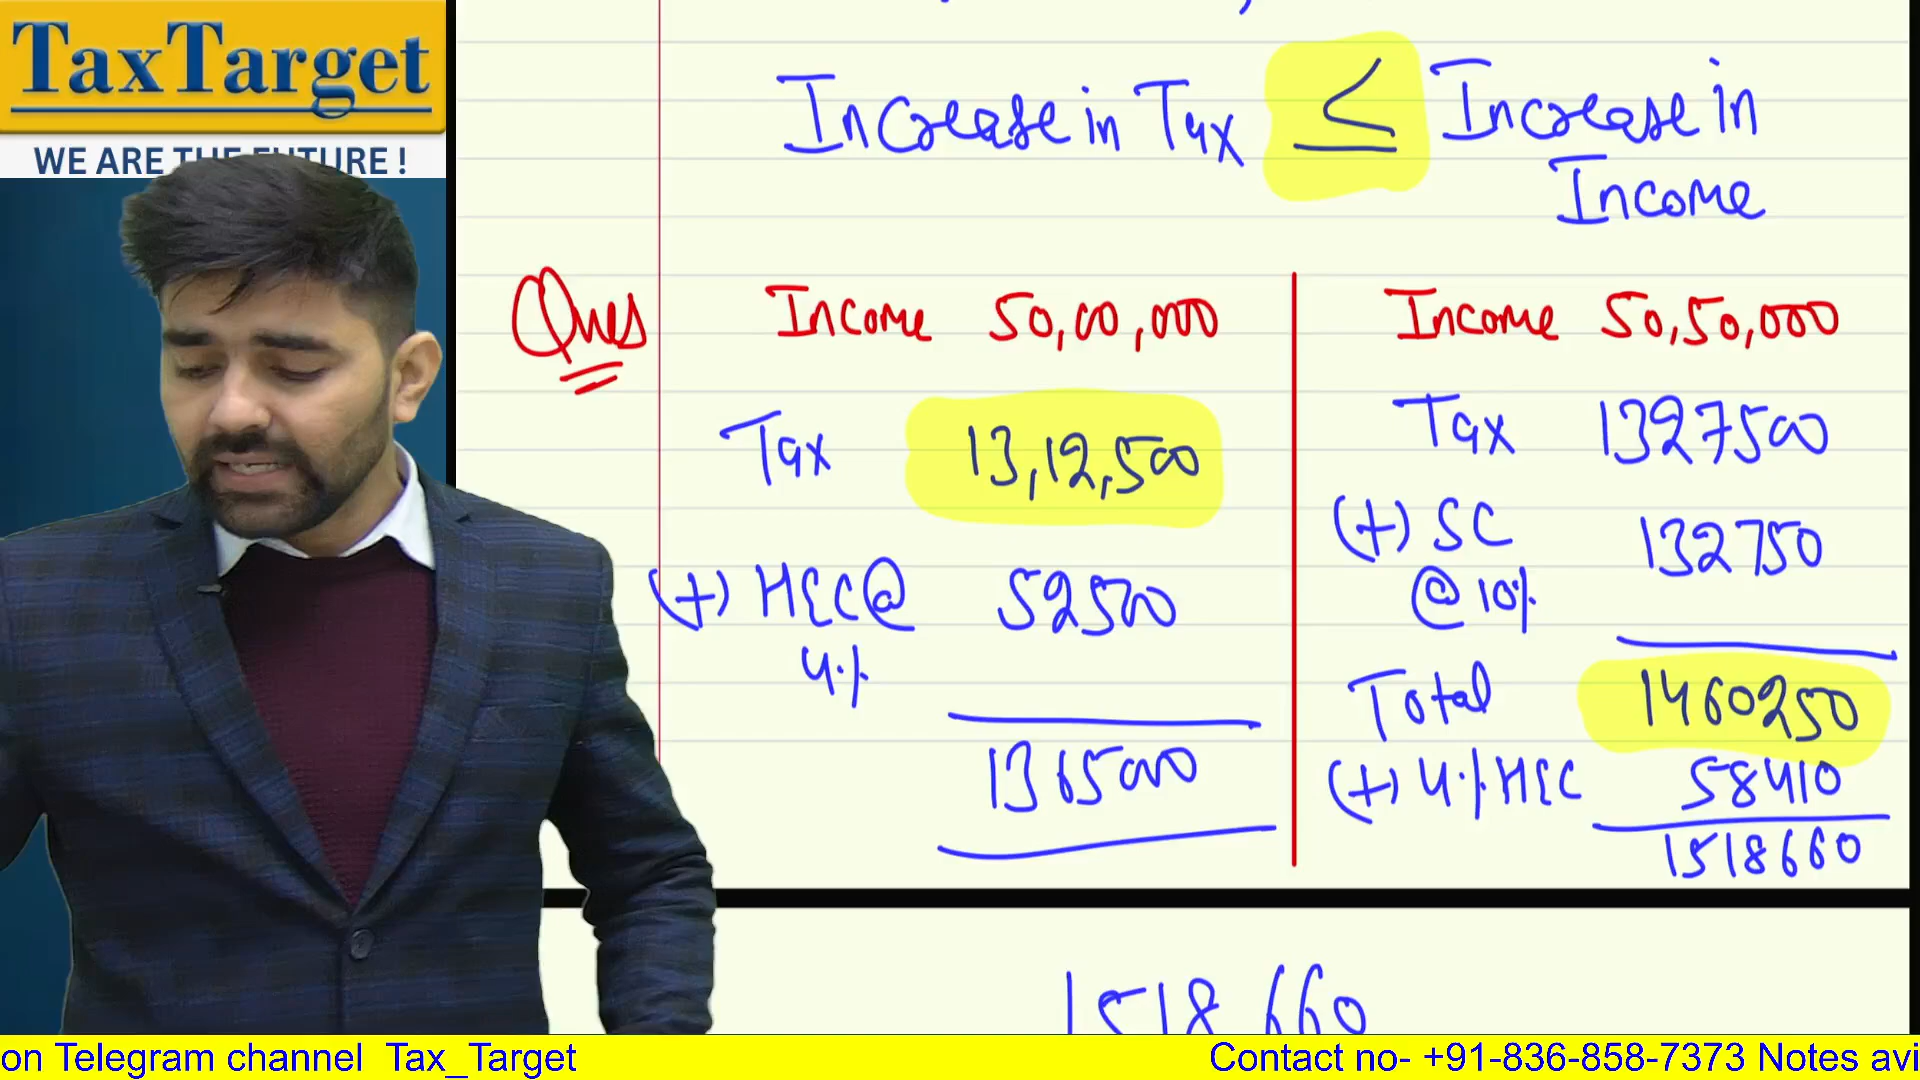 TaxTarget
WE ARE THE FUTURE !
Increase in Tax ≤ Increase in
Income
Ques
Income 50,00,000
Tax 13,12,500
(+) HEC@ 52500
4%
1365000
Income 50,50,000
Tax 1327500
(+) SC 132750
@ 10%
Total 1460250
(+) 4% HEC 58410
1518660
1518660
on Telegram channel Tax_Target
Contact no- +91-836-858-7373 Notes avi